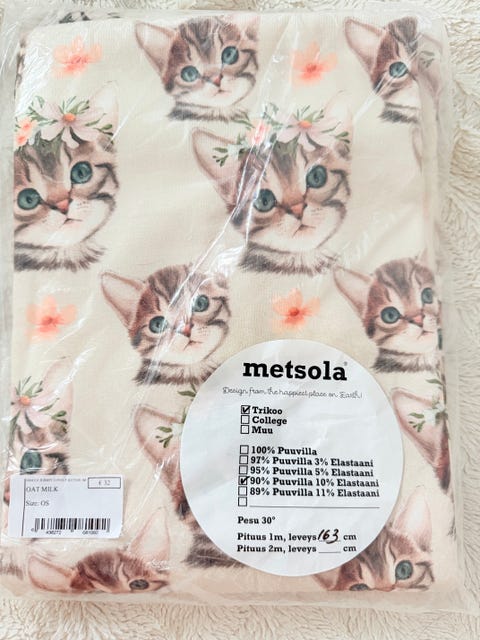 metsola®
Design from the happiest place on Earth!
Trikoo
College
Muu
100% Puuvilla
97% Puuvilla 3% Elastaani
95% Puuvilla 5% Elastaani
90% Puuvilla 10% Elastaani
89% Puuvilla 11% Elastaani
Pesu 30°
Pituus 1m, leveys 163 cm
Pituus 2m, leveys ____ cm
€ 32
OAT MILK
Size: OS